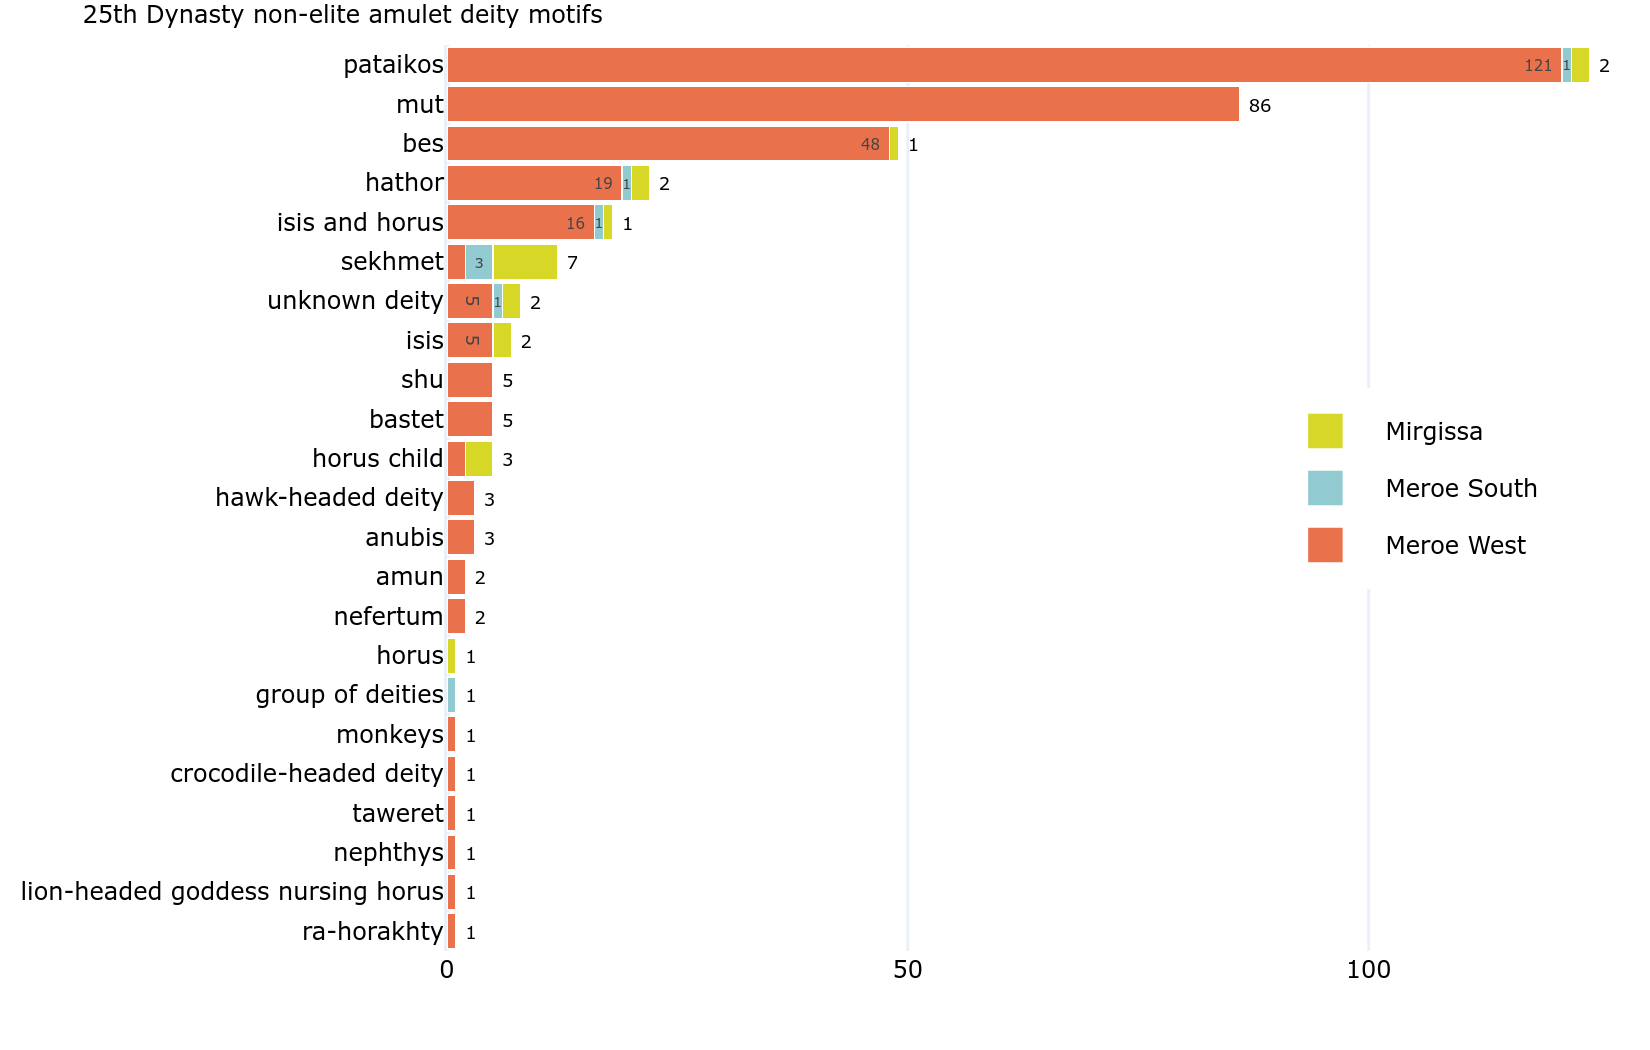 25th Dynasty non-elite amulet deity motifs
pataikos 121 1 2
mut 86
bes 48 1
hathor 19 1 2
isis and horus 16 1 1
sekhmet 3 7
unknown deity 5 1 2
isis 5 2
shu 5
bastet 5
horus child 3
hawk-headed deity 3
anubis 3
amun 2
nefertum 2
horus 1
group of deities 1
monkeys 1
crocodile-headed deity 1
taweret 1
nephthys 1
lion-headed goddess nursing horus 1
ra-horakhty 1
0 50 100
Mirgissa
Meroe South
Meroe West